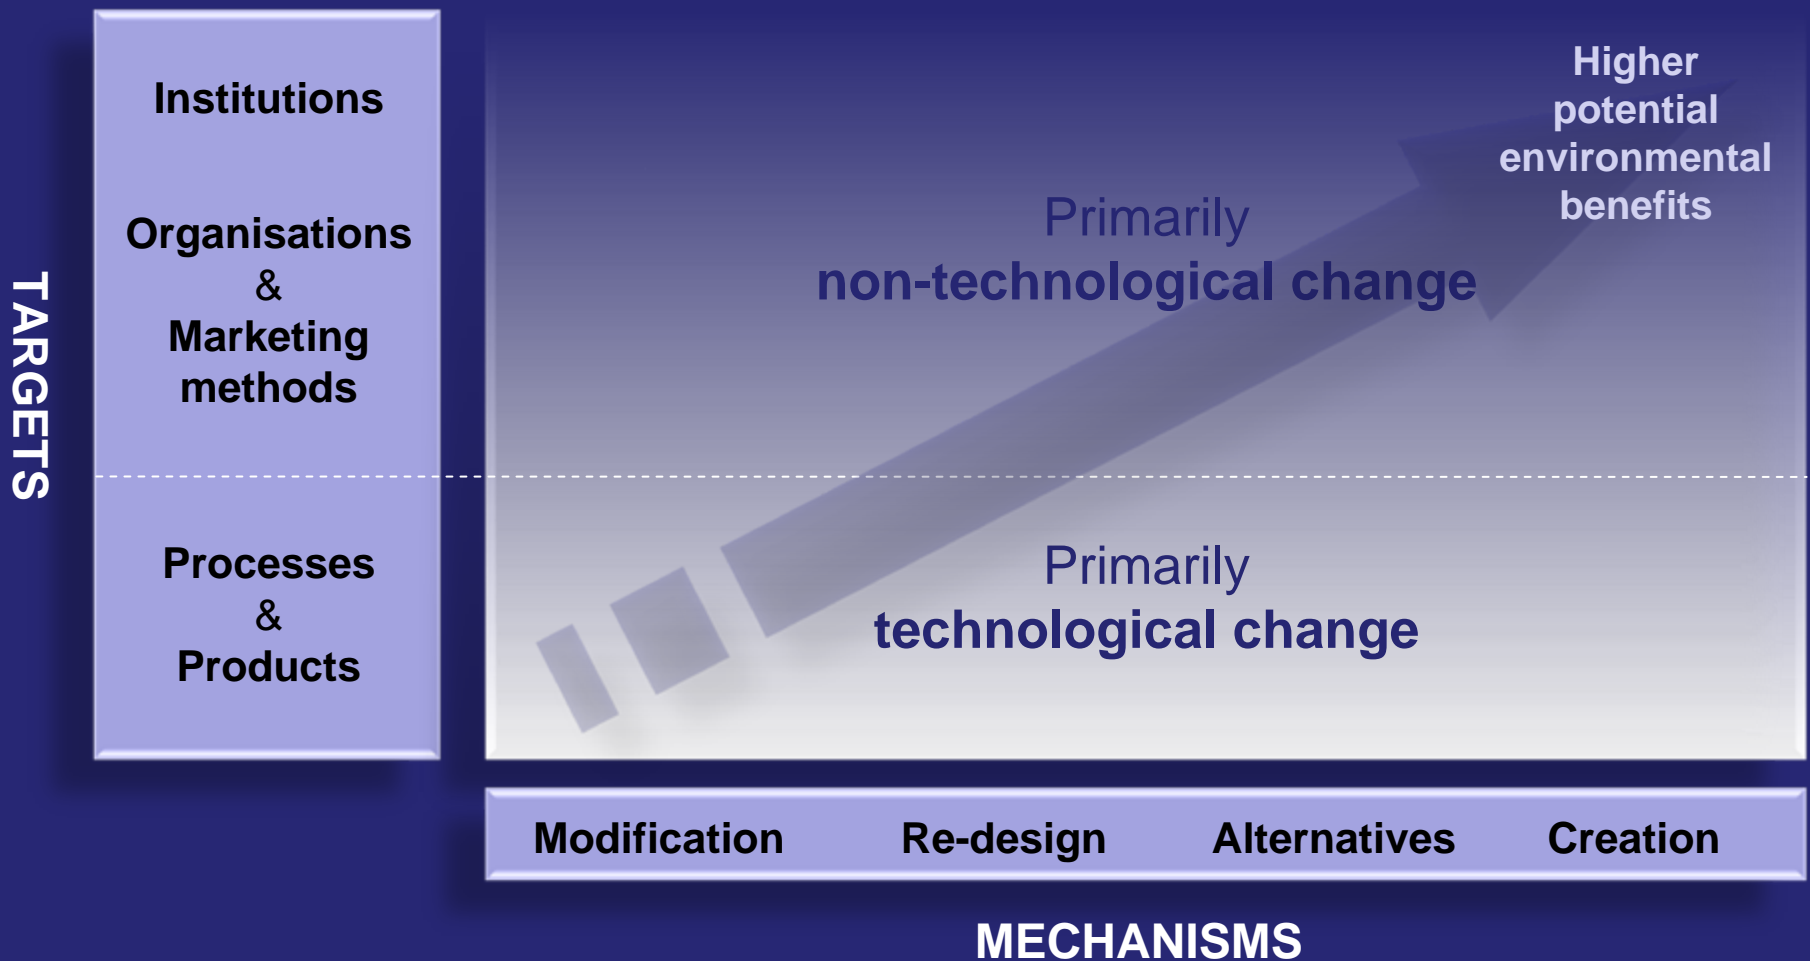 TARGETS
Institutions
Organisations
&
Marketing
methods
Processes
&
Products
Higher
potential
environmental
benefits
Primarily
non-technological change
Primarily
technological change
Modification Re-design Alternatives Creation
MECHANISMS